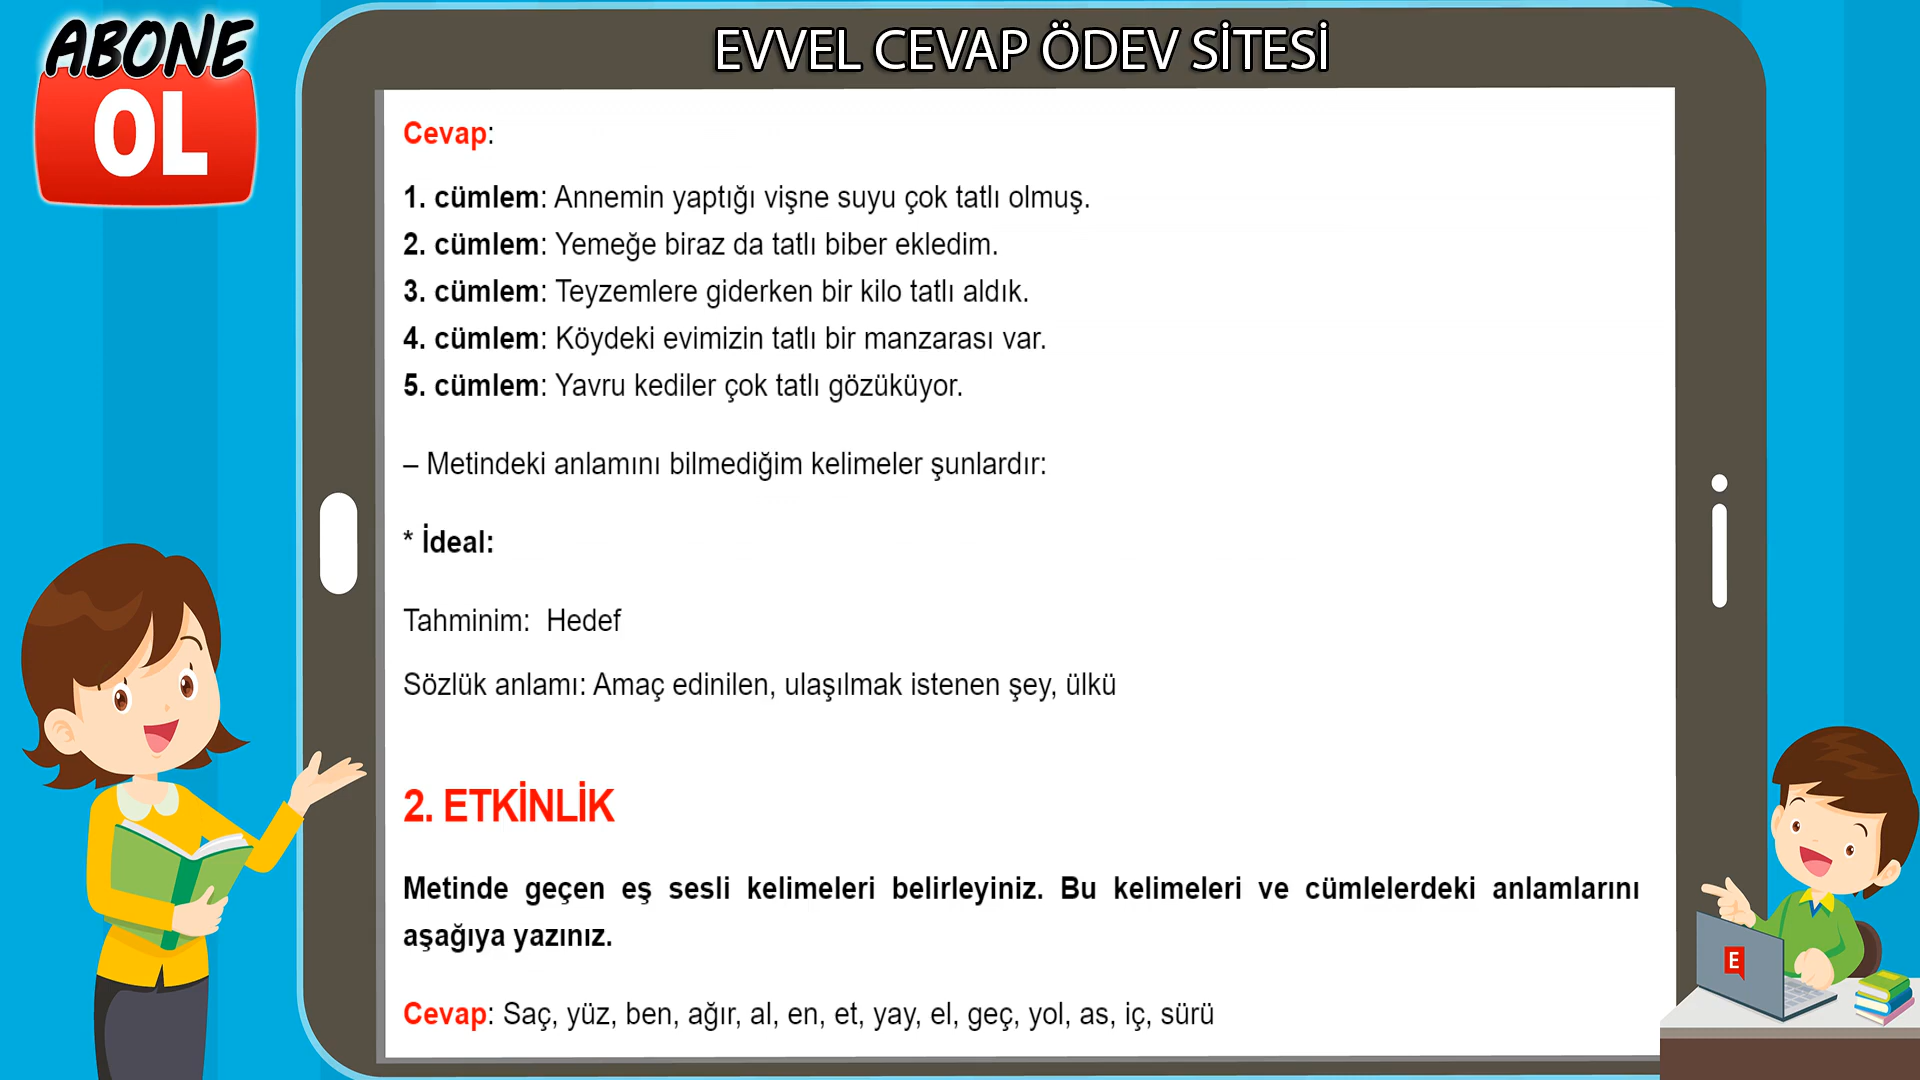 ABONE
OL
EVVEL CEVAP ÖDEV SİTESİ
Cevap:
1. cümlem: Annemin yaptığı vişne suyu çok tatlı olmuş.
2. cümlem: Yemeğe biraz da tatlı biber ekledim.
3. cümlem: Teyzemlere giderken bir kilo tatlı aldık.
4. cümlem: Köydeki evimizin tatlı bir manzarası var.
5. cümlem: Yavru kediler çok tatlı gözüküyor.
– Metindeki anlamını bilmediğim kelimeler şunlardır:
* İdeal:
Tahminim:  Hedef
Sözlük anlamı: Amaç edinilen, ulaşılmak istenen şey, ülkü
2. ETKİNLİK
Metinde geçen eş sesli kelimeleri belirleyiniz. Bu kelimeleri ve cümlelerdeki anlamlarını
aşağıya yazınız.
Cevap: Saç, yüz, ben, ağır, al, en, et, yay, el, geç, yol, as, iç, sürü
E